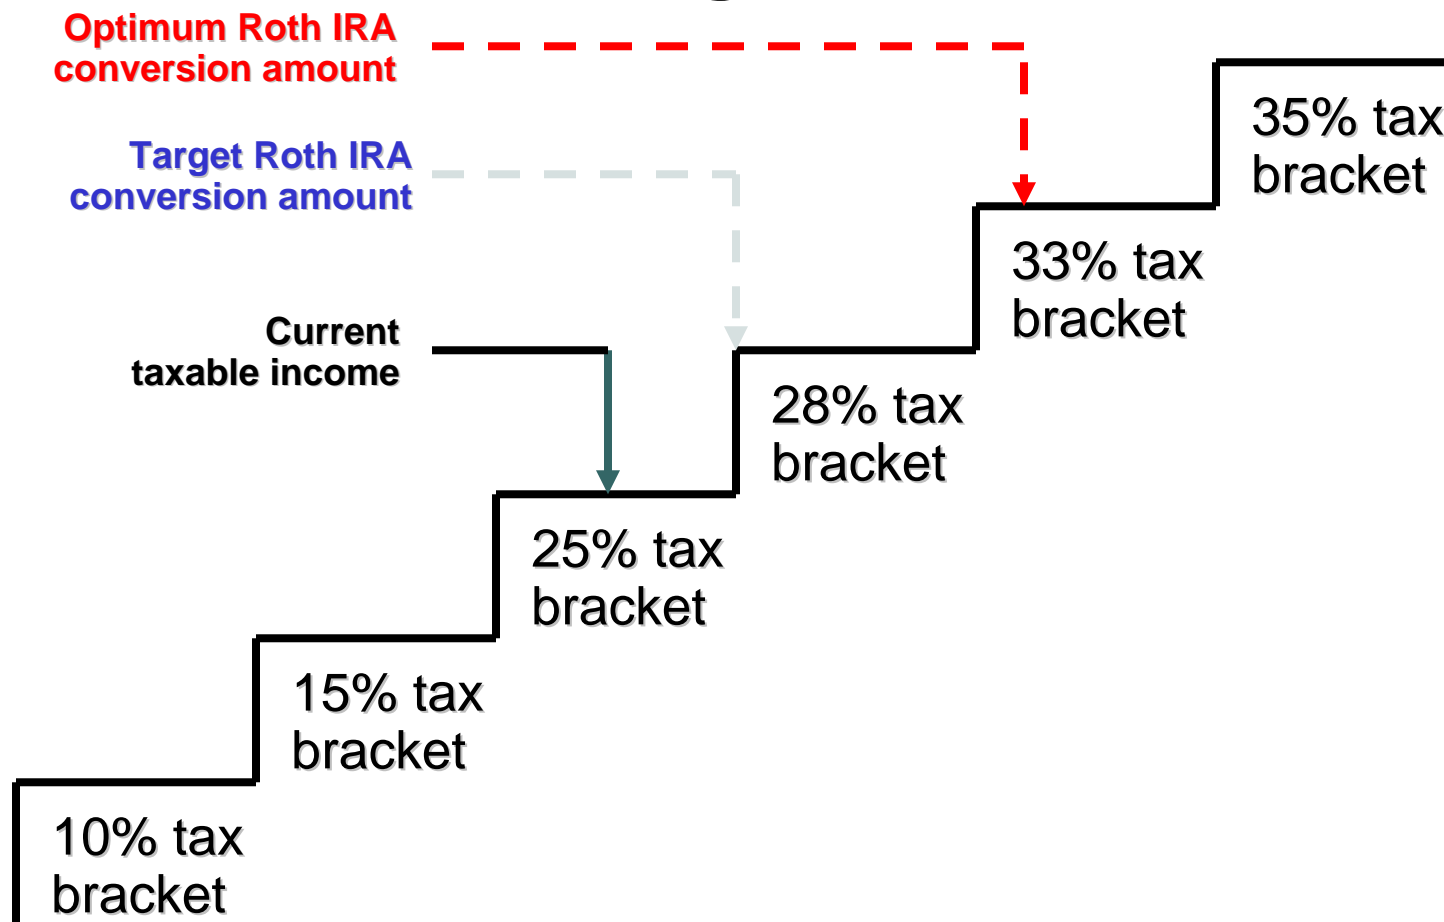 Optimum Roth IRA
conversion amount
Target Roth IRA
conversion amount
Current
taxable income
35% tax
bracket
33% tax
bracket
28% tax
bracket
25% tax
bracket
15% tax
bracket
10% tax
bracket